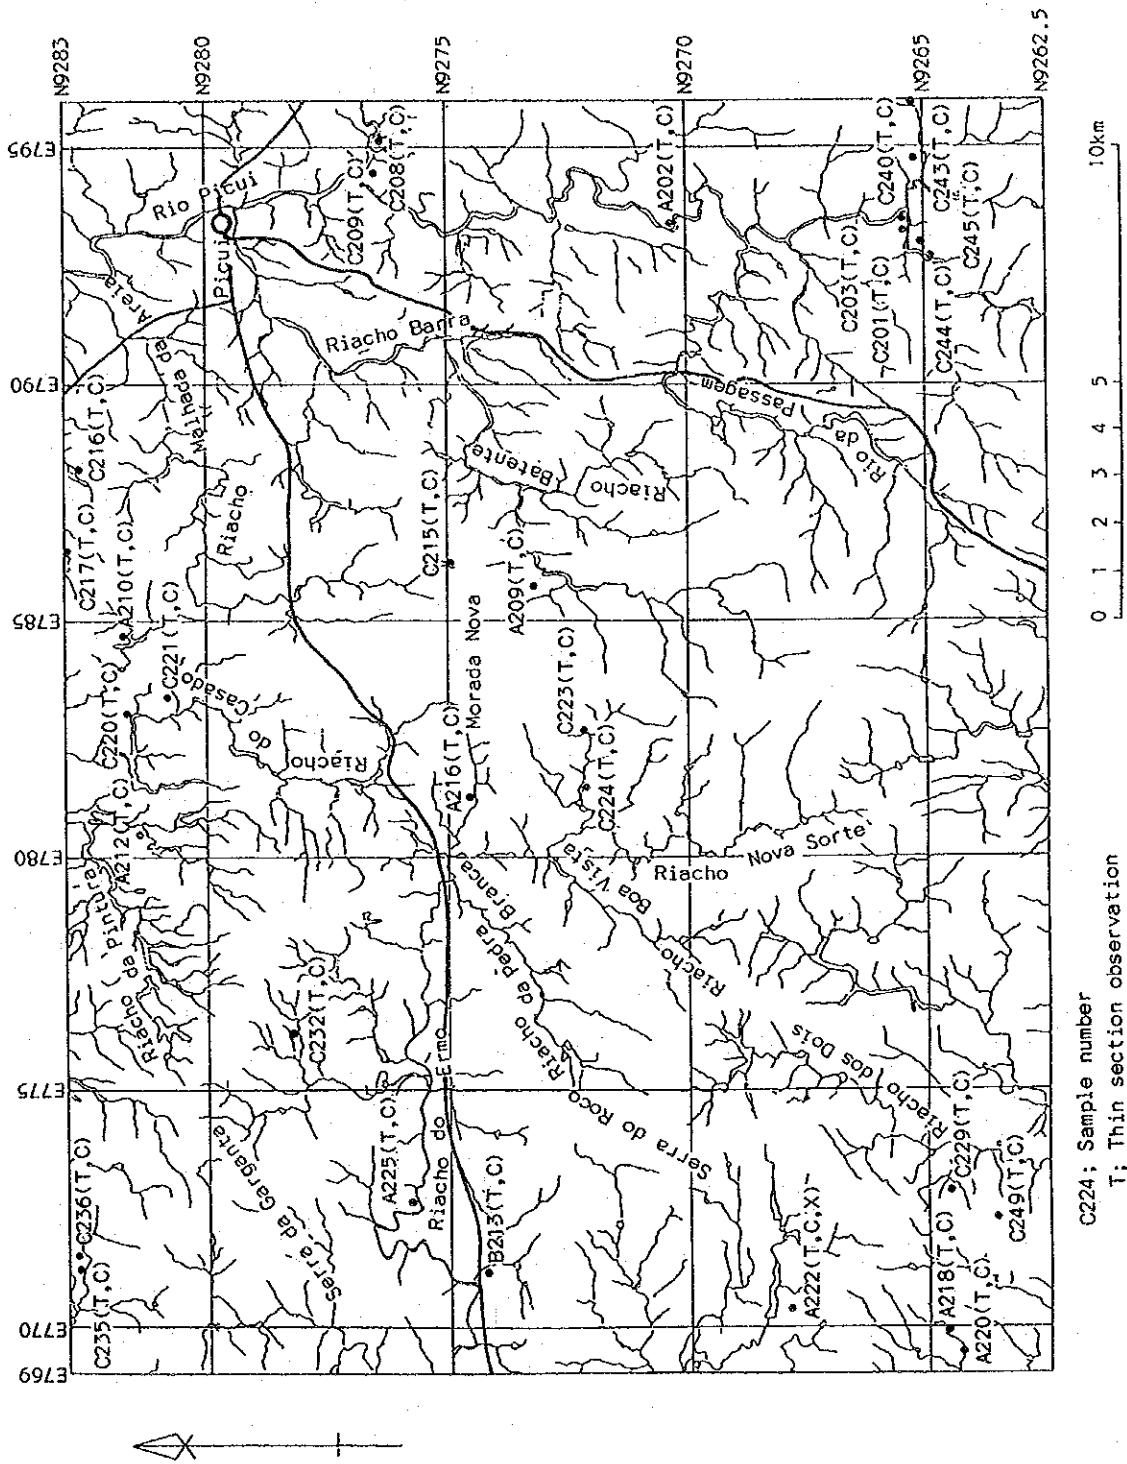 E769
E770
E775
E780
E785
E790
E795
N9283
N9280
N9275
N9270
N9265
N9262.5
C235(T,C)
C236(T,C)
Serra da Garganta
Riacho da Pintura
A212(T,C)
C220(T,C)
C221(T,C)
A210(T,C)
C217(T,C)
C216(T,C)
Riacho
Malhada da
Areia
Picui
Rio Picui
C209(T,C)
C208(T,C)
C232(T,C)
Riacho do Casado
A225(T,C)
Riacho do Ermo
B213(T,C)
Riacho da Pedra Branca
A216(T,C)
Morada Nova
C215(T,C)
Riacho Barra
Riacho
Batente
A209(T,C)
C223(T,C)
C224(T,C)
Riacho Boa Vista
Serra do Roco
Riacho
Nova Sorte
Rio da
Passagem
A202(T,C)
A222(T,C,X)
Riacho dos Dois
C203(T,C)
C201(T,C)
C240(T,C)
C243(T,C)
C244(T,C)
C245(T,C)
A218(T,C)
A220(T,C)
C229(T,C)
C249(T,C)
C224; Sample number
T; Thin section observation
0 1 2 3 4 5 10km